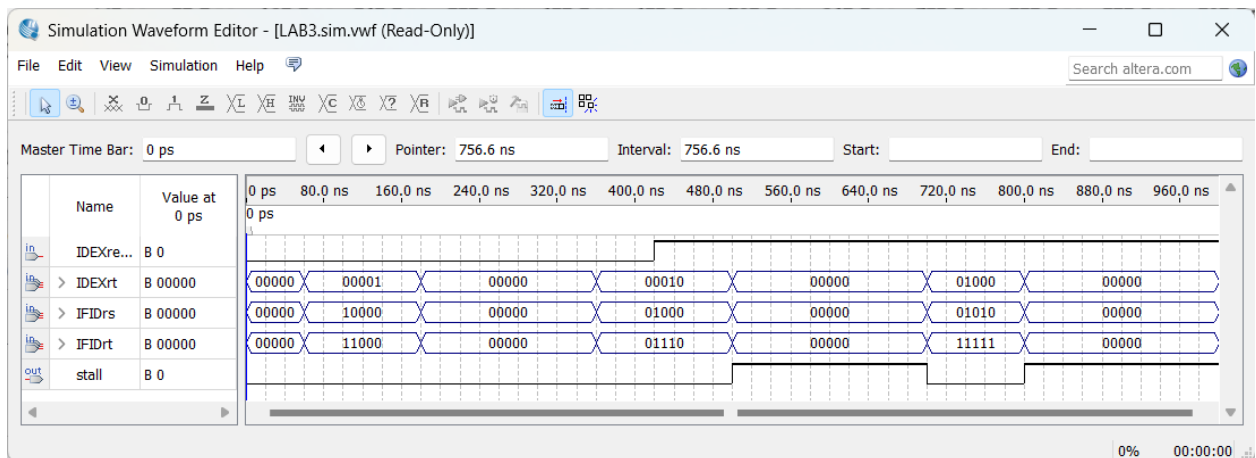 Simulation Waveform Editor - [LAB3.sim.vwf (Read-Only)]
File Edit View Simulation Help
Search altera.com
Master Time Bar: 0 ps Pointer: 756.6 ns Interval: 756.6 ns Start: End:
Name Value at 0 ps
0 ps 80.0 ns 160.0 ns 240.0 ns 320.0 ns 400.0 ns 480.0 ns 560.0 ns 640.0 ns 720.0 ns 800.0 ns 880.0 ns 960.0 ns
0 ps
in IDEXre... B 0
in > IDEXrt B 00000 00000 00001 00000 00010 00000 01000 00000
in > IFIDrs B 00000 00000 10000 00000 01000 00000 01010 00000
in > IFIDrt B 00000 00000 11000 00000 01110 00000 11111 00000
out stall B 0
0% 00:00:00